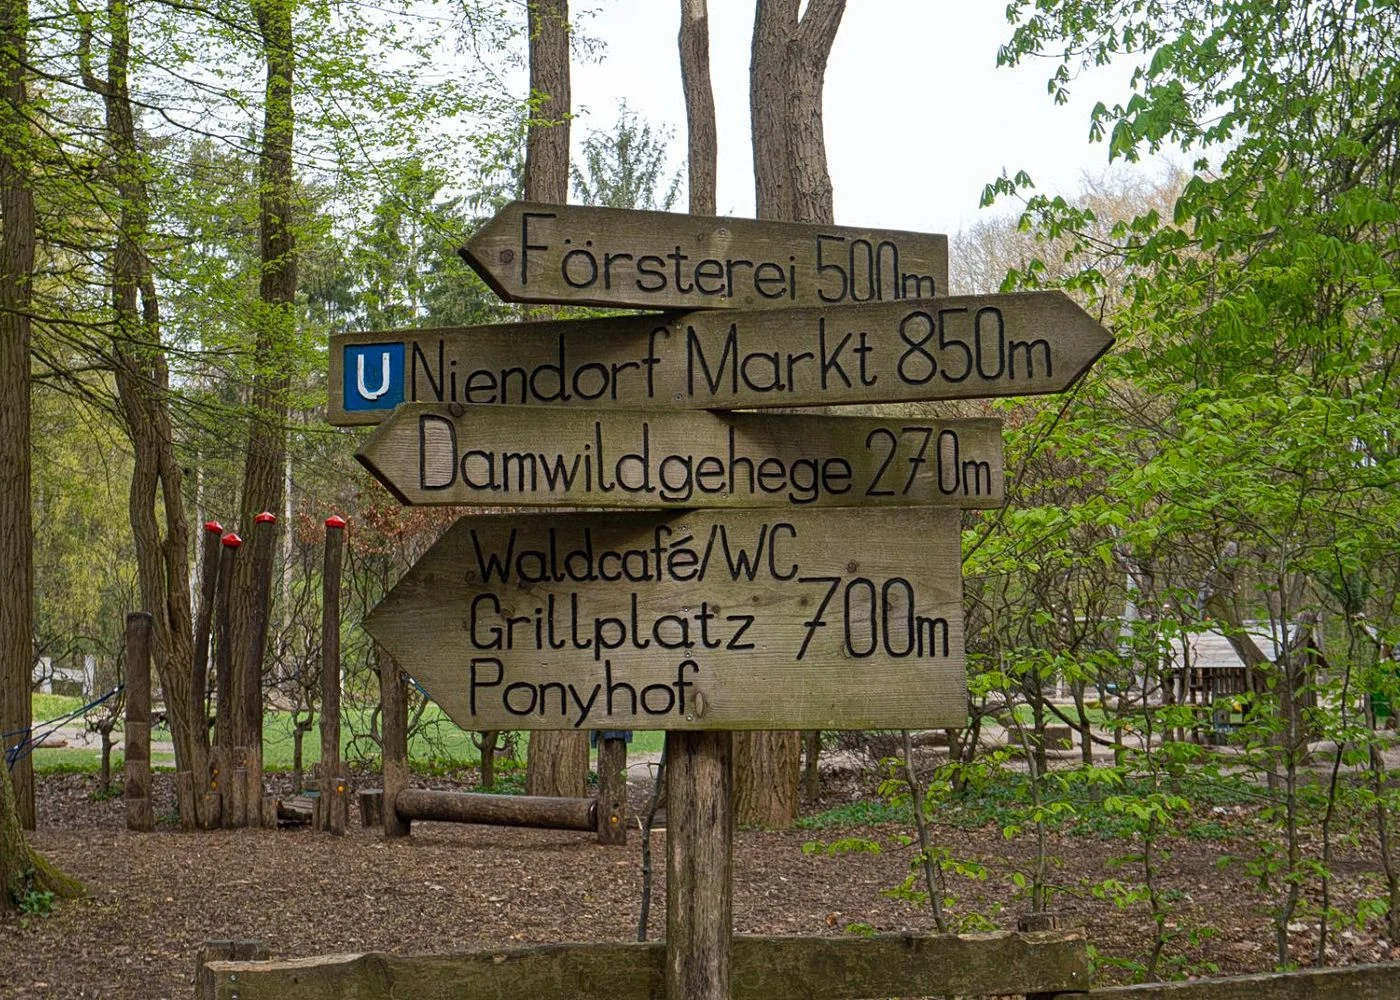 Försterei 500m
U Niendorf Markt 850m
Damwildgehege 270m
Waldcafé/WC
Grillplatz 700m
Ponyhof